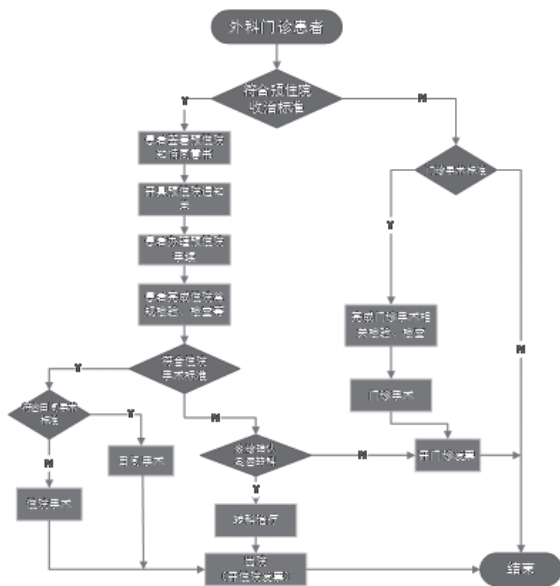 外科门诊患者
符合预住院
收治标准
Y
N
患者签署预住院
知情同意书
门诊手术标准
开具预住院通知
患者办理预住院
手续
Y
患者完成住院常
规检验、检查等
完成门诊手术相
关检验、检查
N
符合住院
手术标准
Y
门诊手术
符合日间手术
标准
Y
N
N
开门诊发票
日间手术
N
Y
住院手术
转科治疗
出院
（开住院发票）
结束